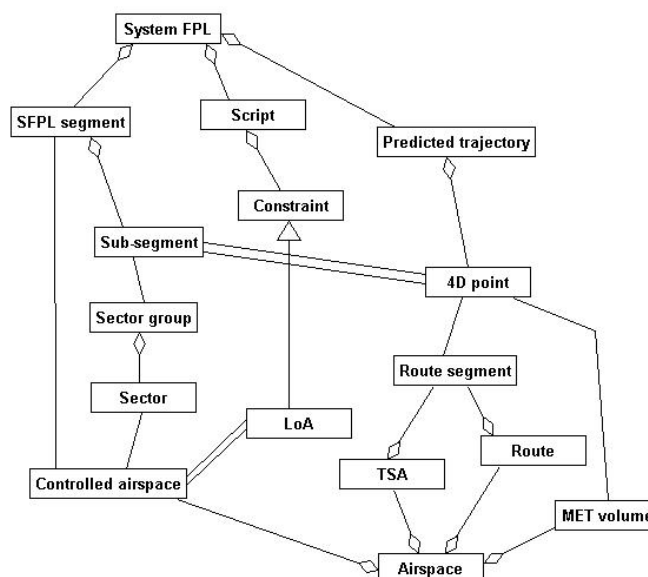 System FPL
SFPL segment
Script
Predicted trajectory
Constraint
Sub-segment
4D point
Sector group
Route segment
Sector
LoA
Route
TSA
Controlled airspace
MET volume
Airspace